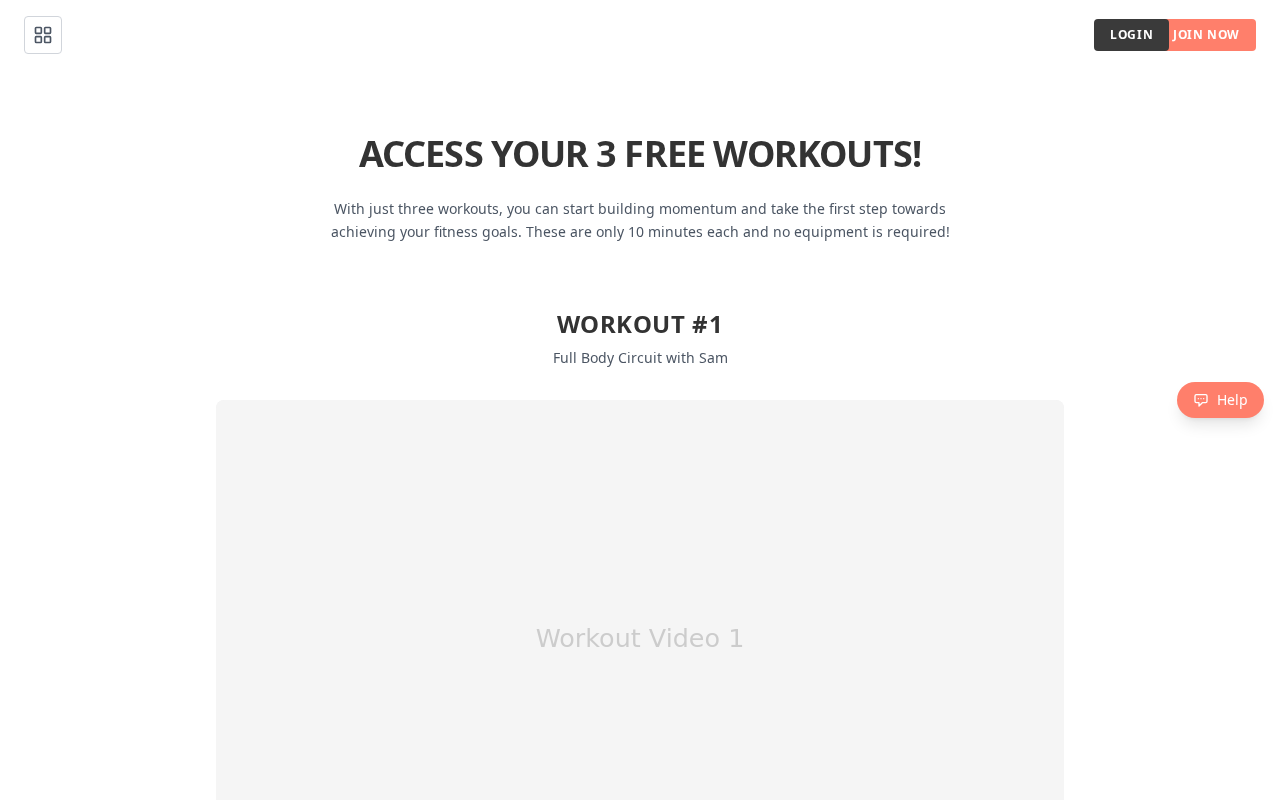 LOGIN
JOIN NOW
ACCESS YOUR 3 FREE WORKOUTS!
With just three workouts, you can start building momentum and take the first step towards
achieving your fitness goals. These are only 10 minutes each and no equipment is required!
WORKOUT #1
Full Body Circuit with Sam
Help
Workout Video 1